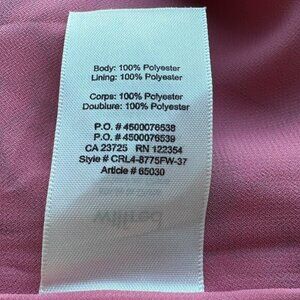 Body: 100% Polyester
Lining: 100% Polyester
Corps: 100% Polyester
Doublure: 100% Polyester
P.O. # 4500076538
P.O. # 4500076539
CA 23725 RN 122354
Style # CRL4-8775FW-37
Article # 65030
wilfred